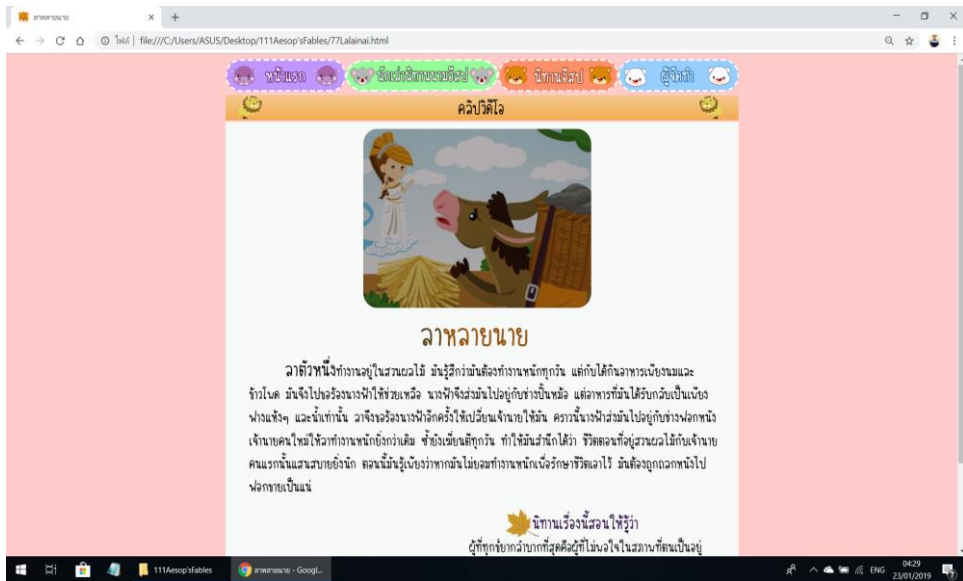 ลาหลายนาย
ไฟล์ | file:///C:/Users/ASUS/Desktop/111Aesop'sFables/77Lalainai.html
หน้าแรก นักเล่านิทานนามอีสป นิทานอีสป ผู้จัดทำ
คลิปวิดีโอ
ลาหลายนาย
ลาตัวหนึ่งทำงานอยู่ในสวนผลไม้ มันรู้สึกว่ามันต้องทำงานหนักทุกวัน แต่กับได้กินอาหารเพียงนมและ
ข้าวโพด มันจึงไปขอร้องนางฟ้าให้ช่วยเหลือ นางฟ้าจึงส่งมันไปอยู่กับช่างปั้นหม้อ แต่อาหารที่มันได้รับกลับเป็นเพียง
ฟางแห้งๆ และน้ำเท่านั้น ลาจึงขอร้องนางฟ้าอีกครั้งให้เปลี่ยนเจ้านายให้มัน คราวนี้นางฟ้าส่งมันไปอยู่กับช่างฟอกหนัง
เจ้านายคนใหม่ให้ลาทำงานหนักยิ่งกว่าเดิม ซ้ำยังเฆี่ยนตีทุกวัน ทำให้มันสำนึกได้ว่า ชีวิตตอนที่อยู่สวนผลไม้กับเจ้านาย
คนแรกนั้นแสนสบายยิ่งนัก ตอนนี้มันรู้เพียงว่าหากมันไม่ยอมทำงานหนักเพื่อรักษาชีวิตเอาไว้ มันต้องถูกถลกหนังไป
ฟอกขายเป็นแน่
นิทานเรื่องนี้สอนให้รู้ว่า
ผู้ที่ทุกข์ยากลำบากที่สุดคือผู้ที่ไม่พอใจในสภาพที่ตนเป็นอยู่
111Aesop'sFables ลาหลายนาย - Googl... ENG 04:29
23/01/2019